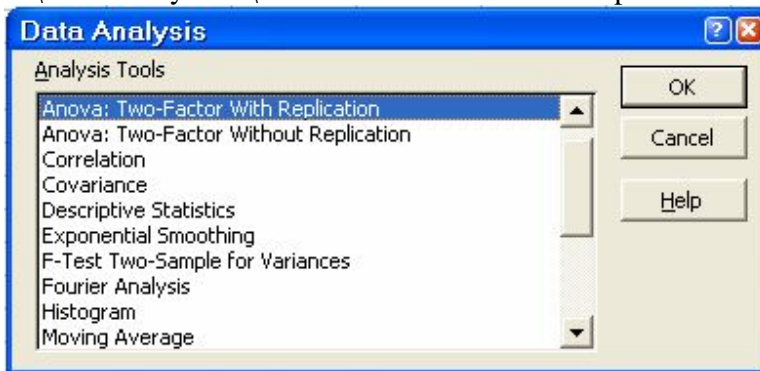 Data Analysis
Analysis Tools
Anova: Two-Factor With Replication
Anova: Two-Factor Without Replication
Correlation
Covariance
Descriptive Statistics
Exponential Smoothing
F-Test Two-Sample for Variances
Fourier Analysis
Histogram
Moving Average
OK
Cancel
Help